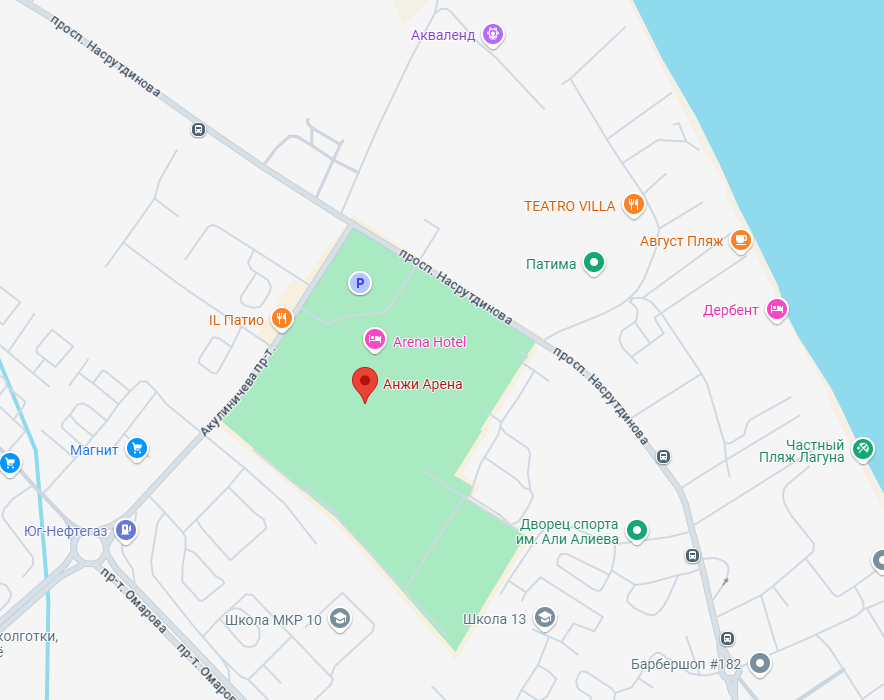 просп. Насрутдинова
Акваленд
TEATRO VILLA
Август Пляж
Патима
просп. Насрутдинова
P
Дербент
IL Патио
Arena Hotel
просп. Насрутдинова
Акулиничева пр-т.
Анжи Арена
Магнит
Частный
Пляж Лагуна
Юг-Нефтегаз
Дворец спорта
им. Али Алиева
пр-т. Омарова
Школа МКР 10
Школа 13
колготки,
ё
пр-т. Омаров
Барбершоп #182